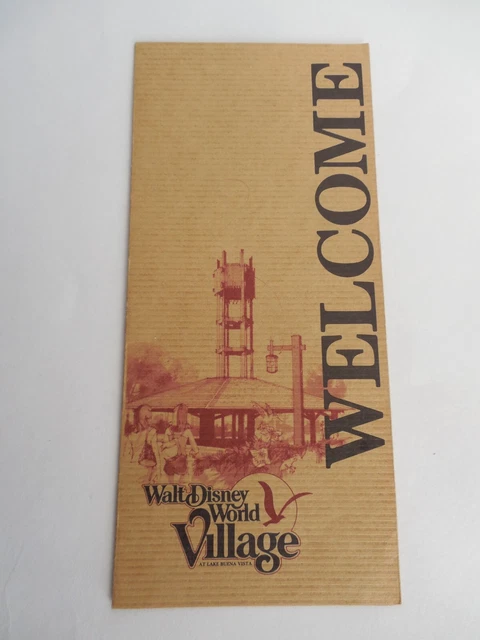 WELCOME
Walt Disney
World
Village
AT LAKE BUENA VISTA